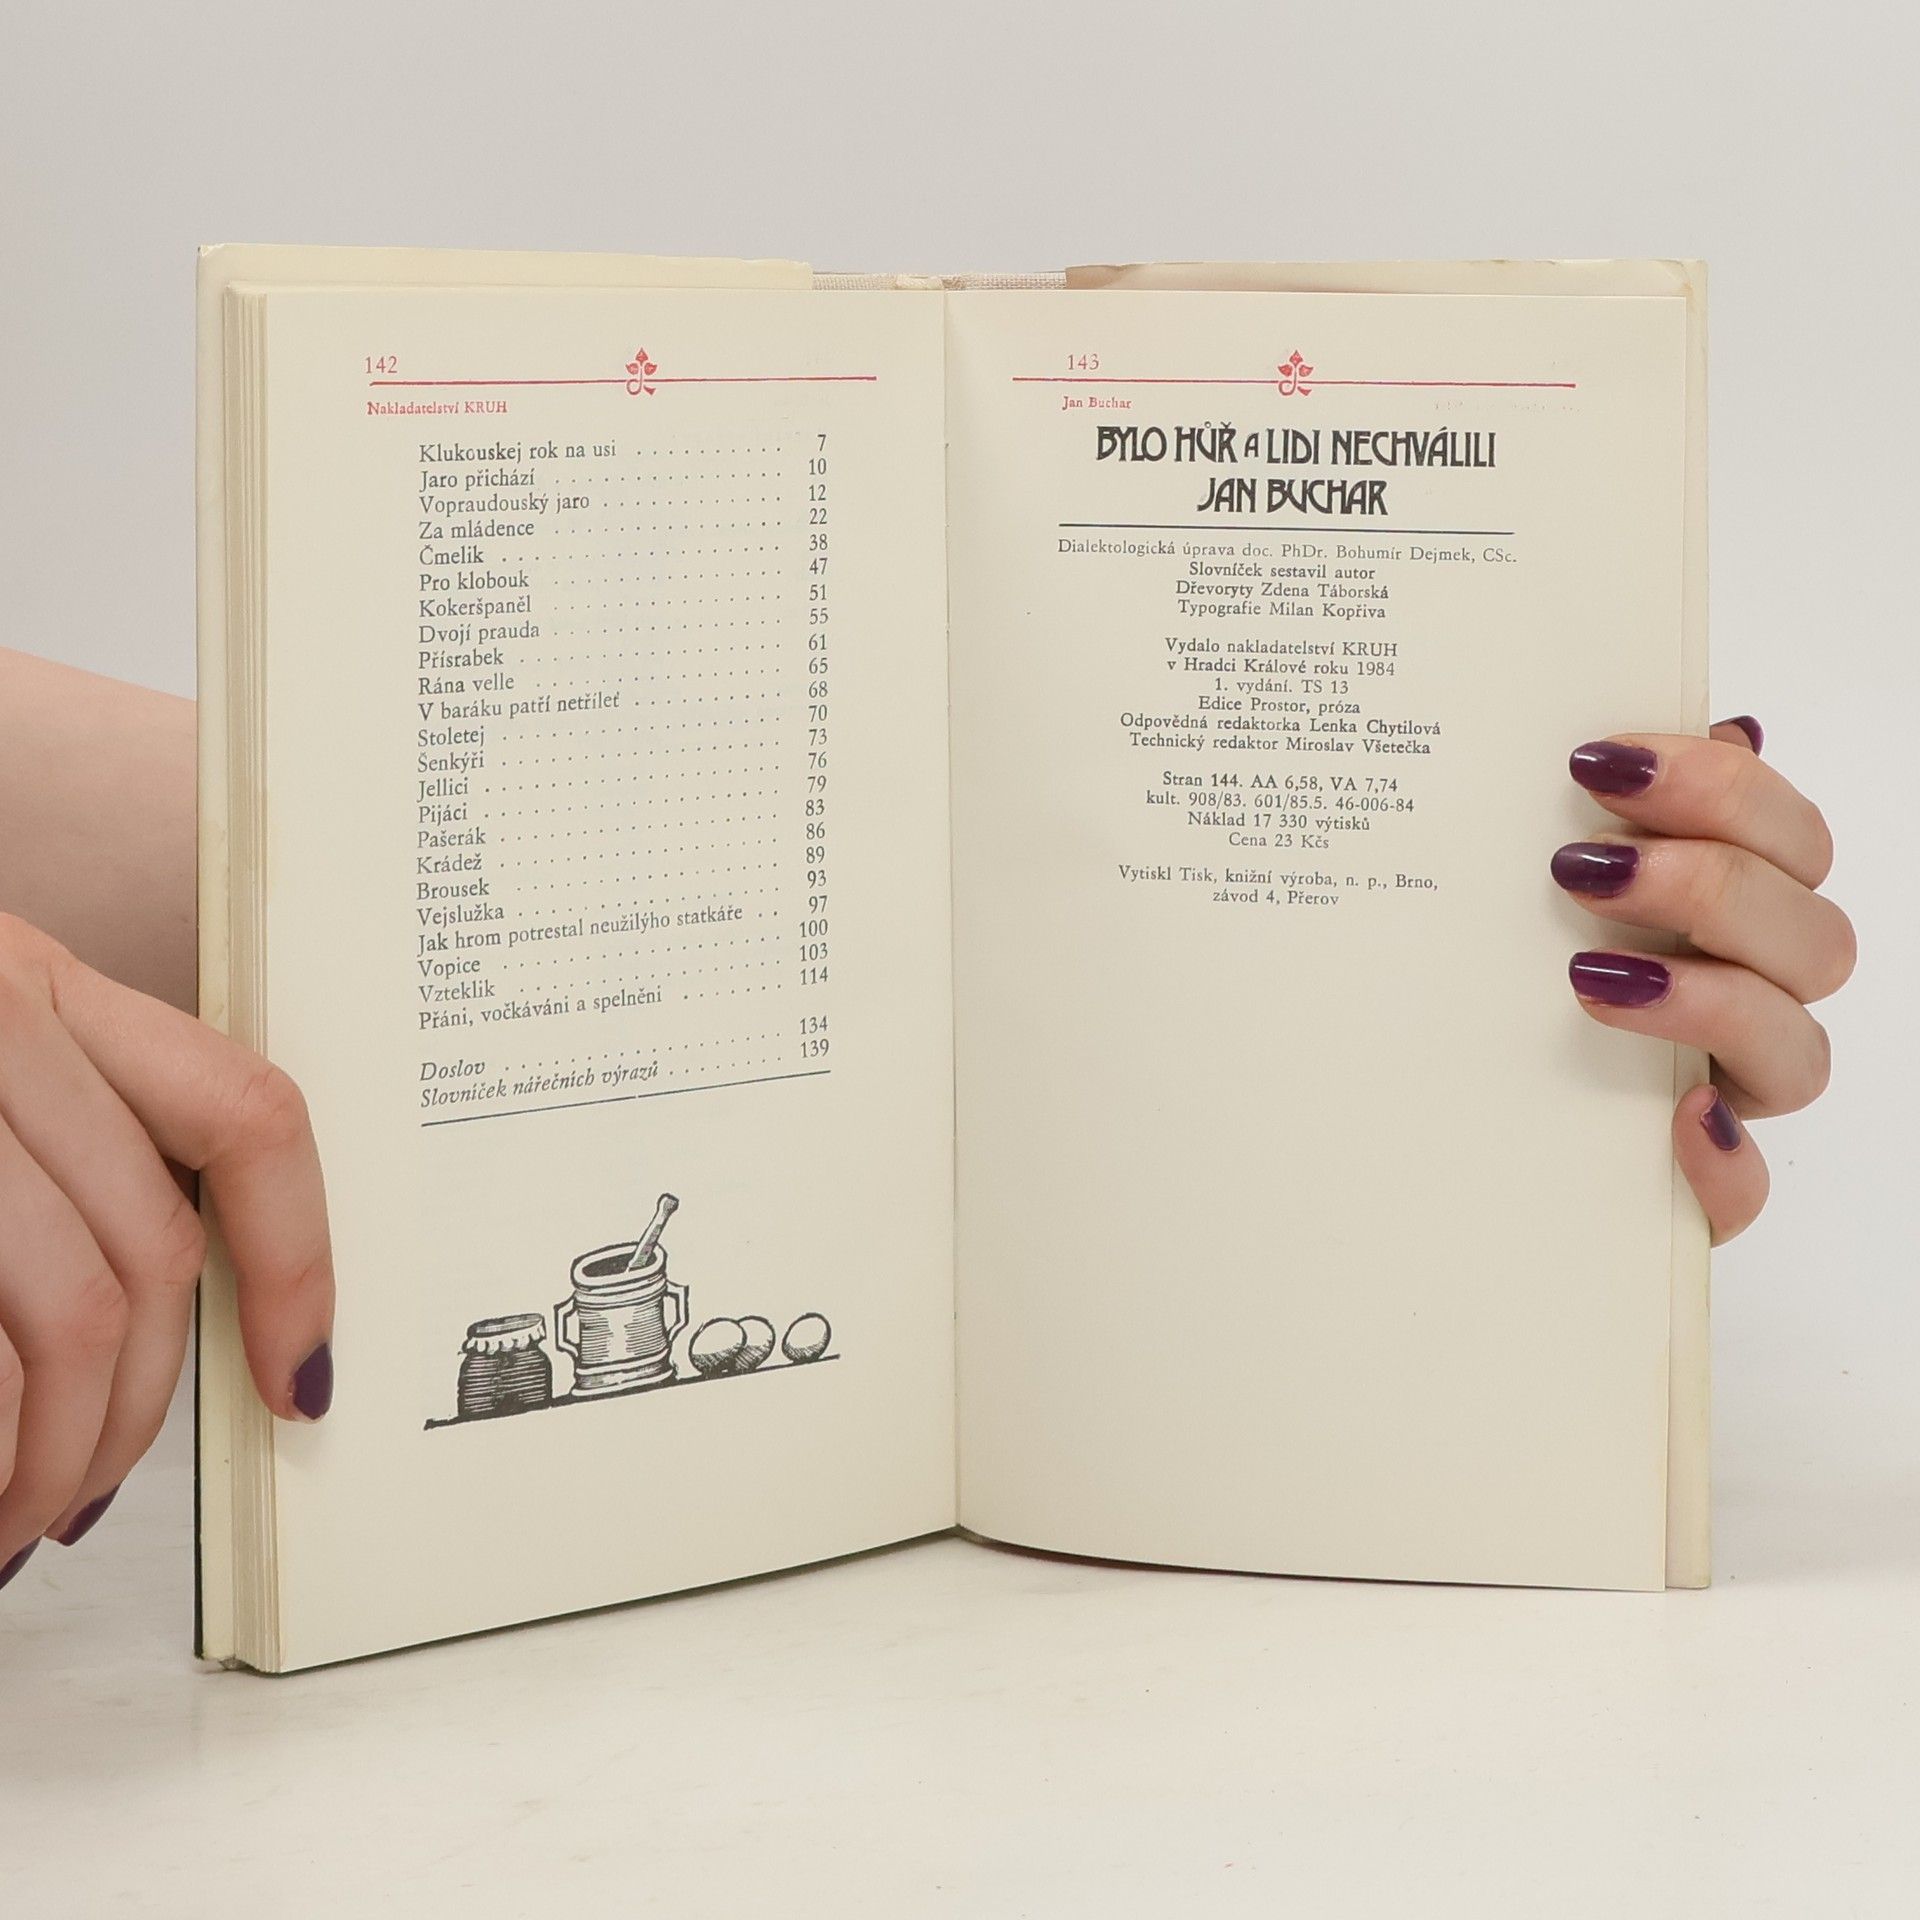 142
Nakladatelství KRUH
Klukouskej rok na usi . . . . . . . . . . 7
Jaro přichází . . . . . . . . . . . . . . 10
Vopraudouský jaro . . . . . . . . . . . . 12
Za mládence . . . . . . . . . . . . . . 22
Čmelik . . . . . . . . . . . . . . . . . 38
Pro klobouk . . . . . . . . . . . . . . 47
Kokeršpaněl . . . . . . . . . . . . . . 51
Dvojí prauda . . . . . . . . . . . . . . 55
Přísrabek . . . . . . . . . . . . . . . . 61
Rána velle . . . . . . . . . . . . . . . 65
V baráku patří netříleť . . . . . . . . . . 68
Stoletej . . . . . . . . . . . . . . . . . 70
Šenkýři . . . . . . . . . . . . . . . . . 73
Jellici . . . . . . . . . . . . . . . . . . 76
Pijáci . . . . . . . . . . . . . . . . . . 79
Pašerák . . . . . . . . . . . . . . . . . 83
Krádež . . . . . . . . . . . . . . . . . 86
Brousek . . . . . . . . . . . . . . . . 89
Vejslužka . . . . . . . . . . . . . . . . 93
Jak hrom potrestal neužilýho statkáře . . 97
Vopice . . . . . . . . . . . . . . . . . 100
Vzteklik . . . . . . . . . . . . . . . . 103
Přáni, vočkáváni a spelněni . . . . . . . 114
Doslov . . . . . . . . . . . . . . . . . 134
Slovníček nářečních výrazů . . . . . . . 139
143
Jan Buchar
BYLO HŮŘ A LIDI NECHVÁLILI
JAN BUCHAR
Dialektologická úprava doc. PhDr. Bohumír Dejmek, CSc.
Slovníček sestavil autor
Dřevoryty Zdena Táborská
Typografie Milan Kopřiva
Vydalo nakladatelství KRUH
v Hradci Králové roku 1984
1. vydání. TS 13
Edice Prostor, próza
Odpovědná redaktorka Lenka Chytilová
Technický redaktor Miroslav Všetečka
Stran 144. AA 6,58, VA 7,74
kult. 908/83. 601/85.5. 46-006-84
Náklad 17 330 výtisků
Cena 23 Kčs
Vytiskl Tisk, knižní výroba, n. p., Brno,
závod 4, Přerov